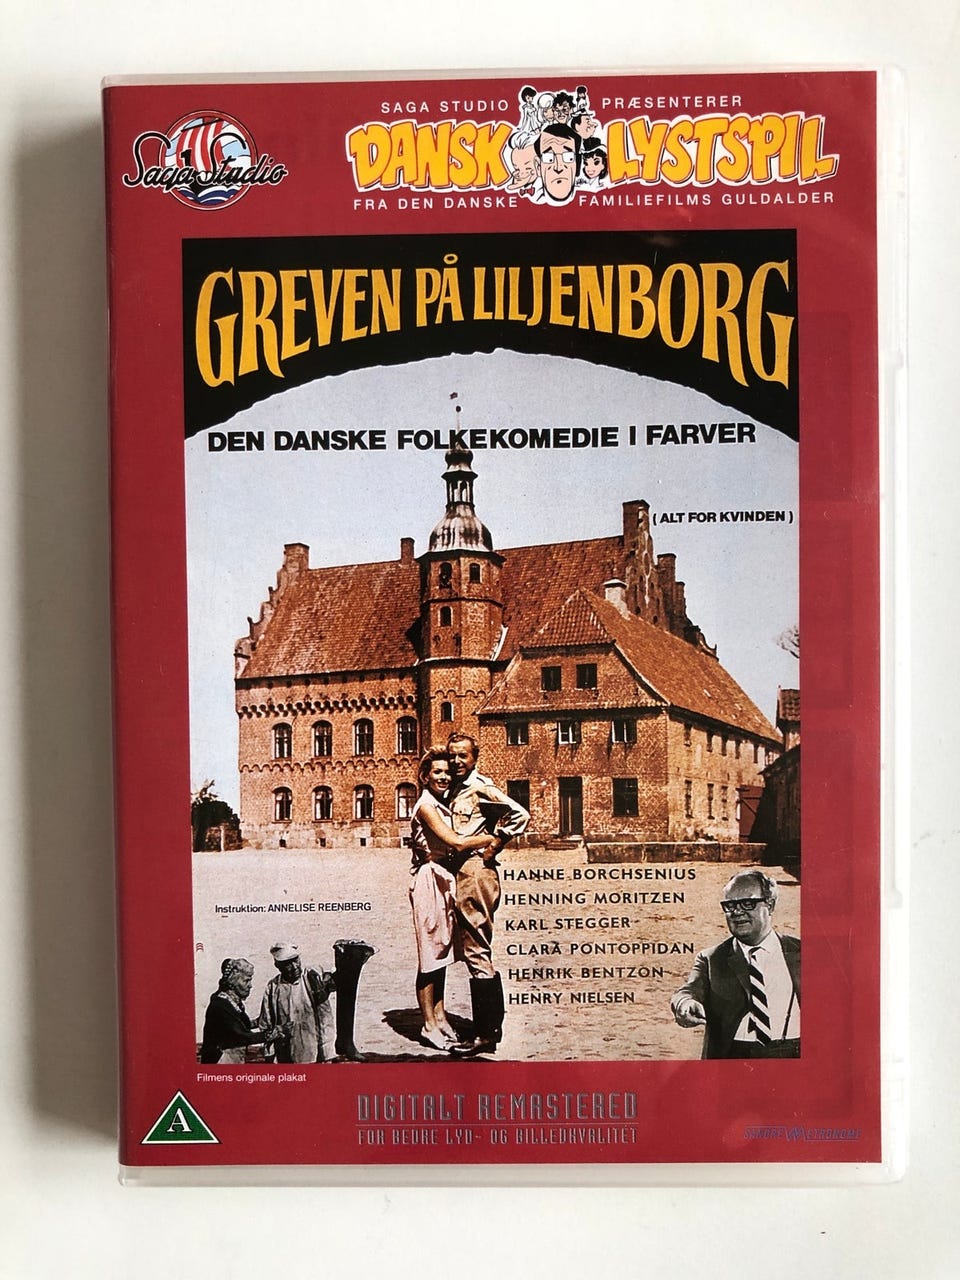 Saga Studio
SAGA STUDIO PRÆSENTERER
DANSK LYSTSPIL
FRA DEN DANSKE FAMILIEFILMS GULDALDER
GREVEN PÅ LILJENBORG
DEN DANSKE FOLKEKOMEDIE I FARVER
( ALT FOR KVINDEN )
HANNE BORCHSENIUS
HENNING MORITZEN
KARL STEGGER
CLARA PONTOPPIDAN
HENRIK BENTZON
HENRY NIELSEN
Instruktion: ANNELISE REENBERG
Filmens originale plakat
A
DIGITALT REMASTERED
FOR BEDRE LYD- OG BILLEDKVALITET
SANDREW METRONOME